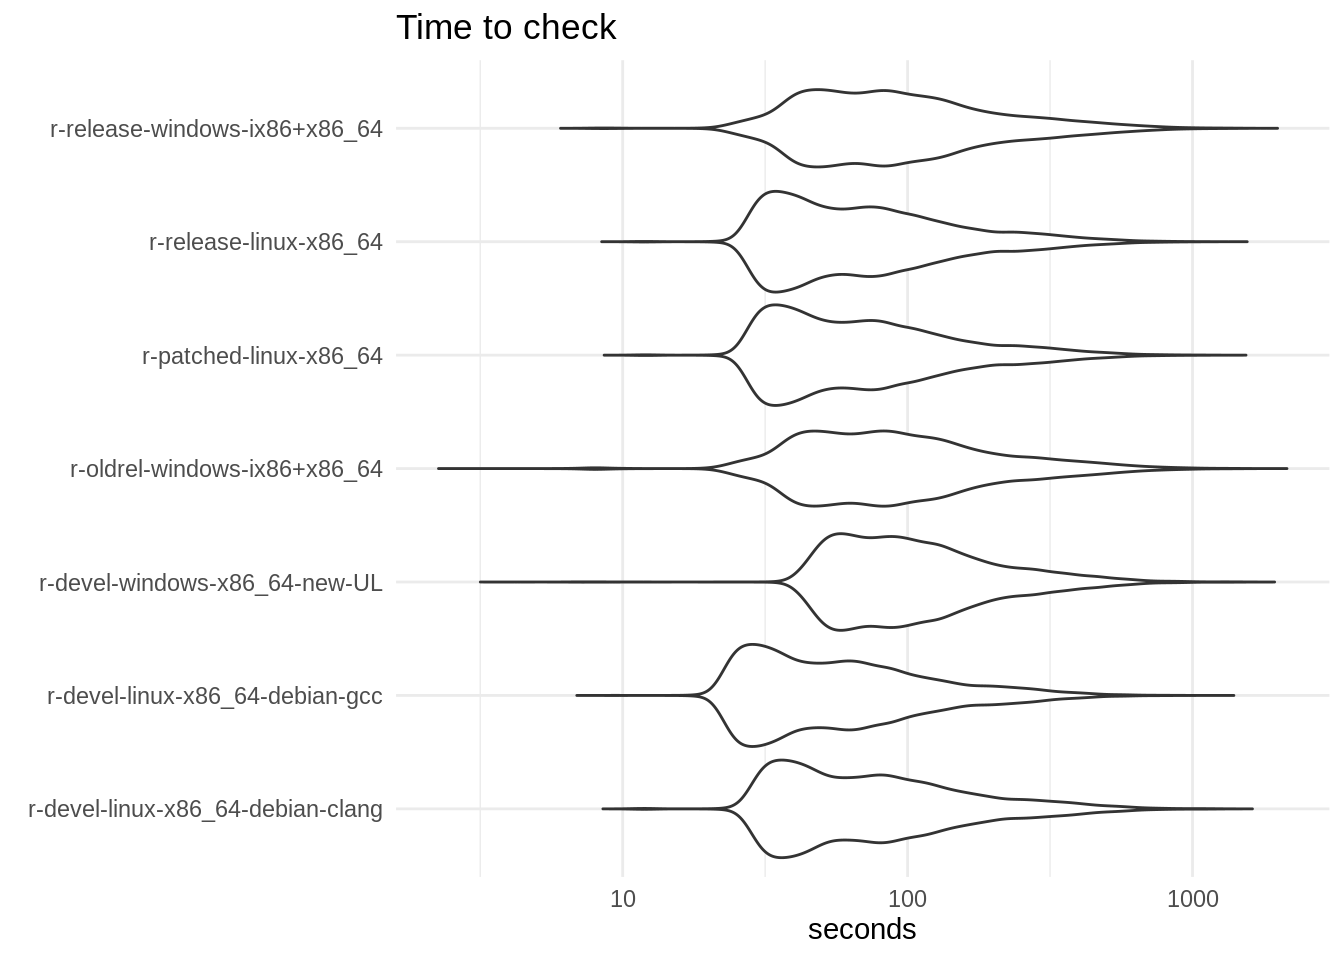 Time to check
r-release-windows-ix86+x86_64
r-release-linux-x86_64
r-patched-linux-x86_64
r-oldrel-windows-ix86+x86_64
r-devel-windows-x86_64-new-UL
r-devel-linux-x86_64-debian-gcc
r-devel-linux-x86_64-debian-clang
10 100 1000
seconds